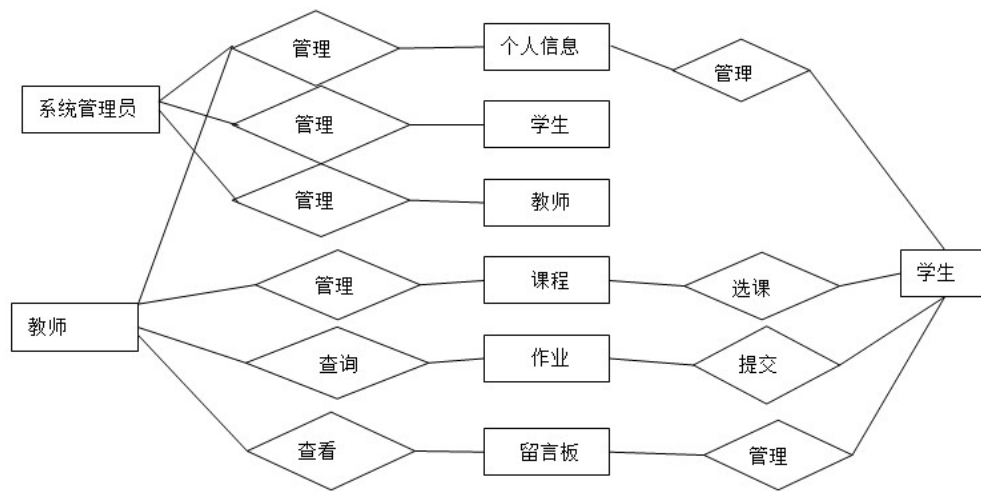 管理
个人信息
管理
系统管理员
管理
学生
管理
教师
管理
课程
选课
学生
教师
查询
作业
提交
查看
留言板
管理